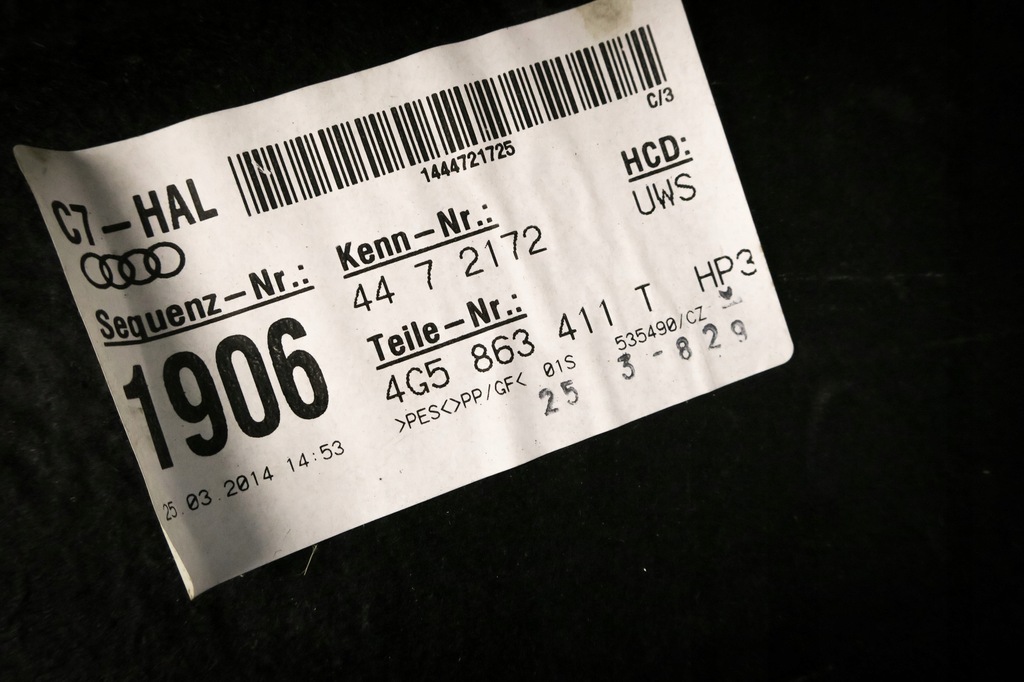 1444721725
C/3
C7-HAL
HCD:
UWS
Kenn-Nr.:
44 7 2172
Sequenz-Nr.:
1906
Teile-Nr.:
4G5 863 411 T HP3
>PES<>PP/GF< 01S 535490/CZ
25 3-829
25.03.2014 14:53